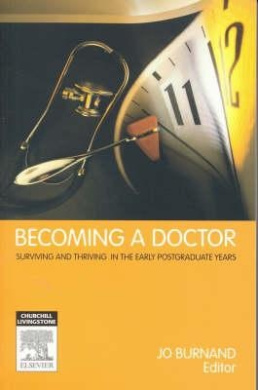 11
12
BECOMING A DOCTOR
SURVIVING AND THRIVING IN THE EARLY POSTGRADUATE YEARS
CHURCHILL
LIVINGSTONE
ELSEVIER
JO BURNAND
Editor